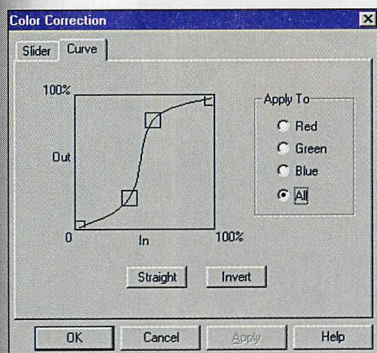 Color Correction
Slider Curve
100%
Out
0 In 100%
Apply To
Red
Green
Blue
All
Straight Invert
OK Cancel Apply Help